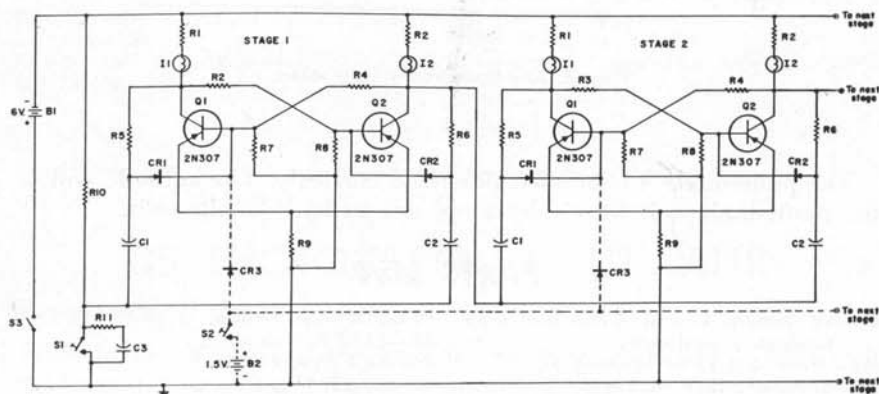 To next stage
R1
STAGE 1
R2
R1
STAGE 2
R2
I1
I2
I1
I2
R2
R4
R3
R4
To next stage
6V.
B1
Q1
Q2
Q1
Q2
R5
R6
R5
R6
2N307
R7
R8
2N307
2N307
R7
R8
2N307
CR1
CR2
CR1
CR2
R10
C1
R9
C2
C1
R9
C2
CR3
CR3
To next stage
S3
R11
S2
S1
C3
1.5V.
B2
To next stage